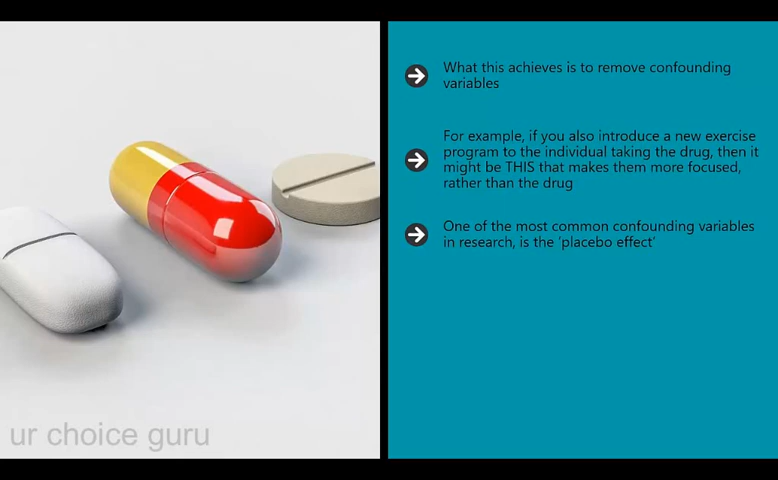 What this achieves is to remove confounding
variables
For example, if you also introduce a new exercise
program to the individual taking the drug, then it
might be THIS that makes them more focused,
rather than the drug
One of the most common confounding variables
in research, is the 'placebo effect'
ur choice guru